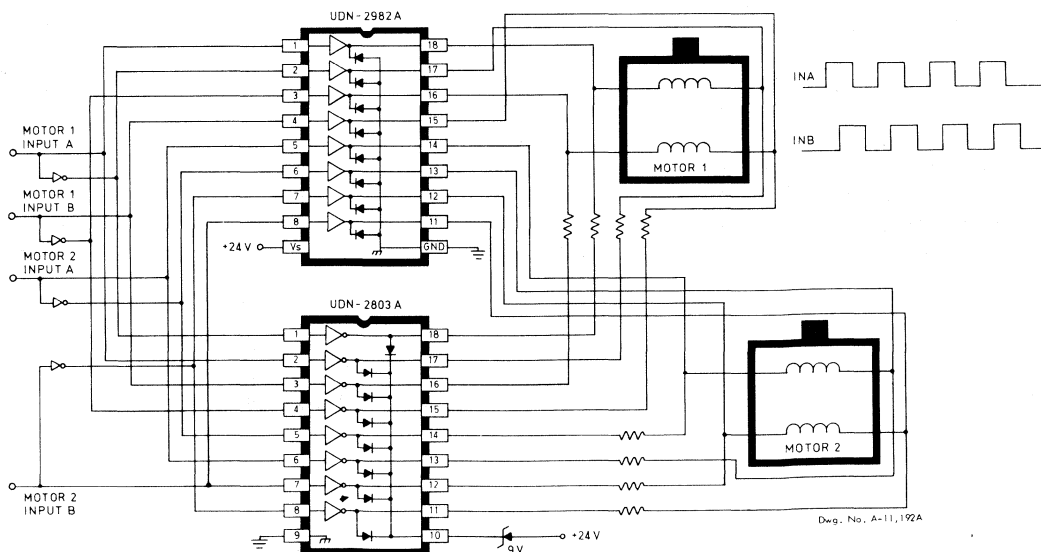 UDN-2982A
1
2
3
4
5
6
7
8
Vs
+24 V
18
17
16
15
14
13
12
11
GND
MOTOR 1
INPUT A
MOTOR 1
INPUT B
MOTOR 2
INPUT A
MOTOR 2
INPUT B
MOTOR 1
INA
INB
UDN-2803 A
1
2
3
4
5
6
7
8
9
18
17
16
15
14
13
12
11
10
9V
+24 V
MOTOR 2
Dwg. No. A-11,192A